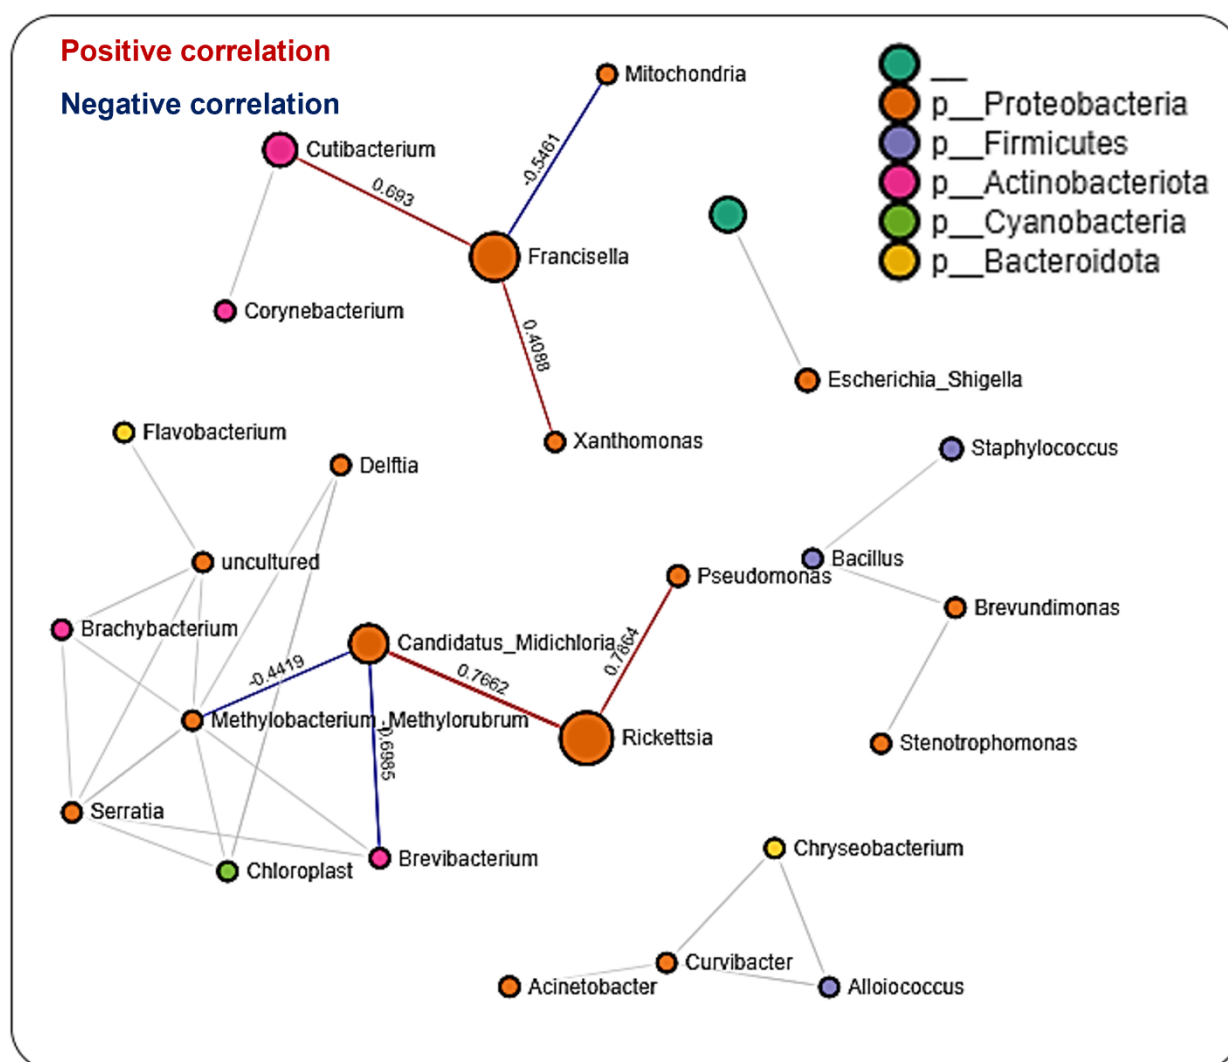 Positive correlation
Negative correlation
__
p__Proteobacteria
p__Firmicutes
p__Actinobacteriota
p__Cyanobacteria
p__Bacteroidota
Mitochondria
Cutibacterium
0.693
-0.5461
Francisella
Corynebacterium
0.4088
Xanthomonas
Escherichia_Shigella
Flavobacterium
Delftia
Staphylococcus
uncultured
Bacillus
Pseudomonas
Brevundimonas
Brachybacterium
Candidatus_Midichloria
0.7864
-0.4419
0.7662
Methylobacterium_Methylorubrum
Rickettsia
Stenotrophomonas
-0.6985
Serratia
Chloroplast
Brevibacterium
Chryseobacterium
Curvibacter
Acinetobacter
Alloiococcus